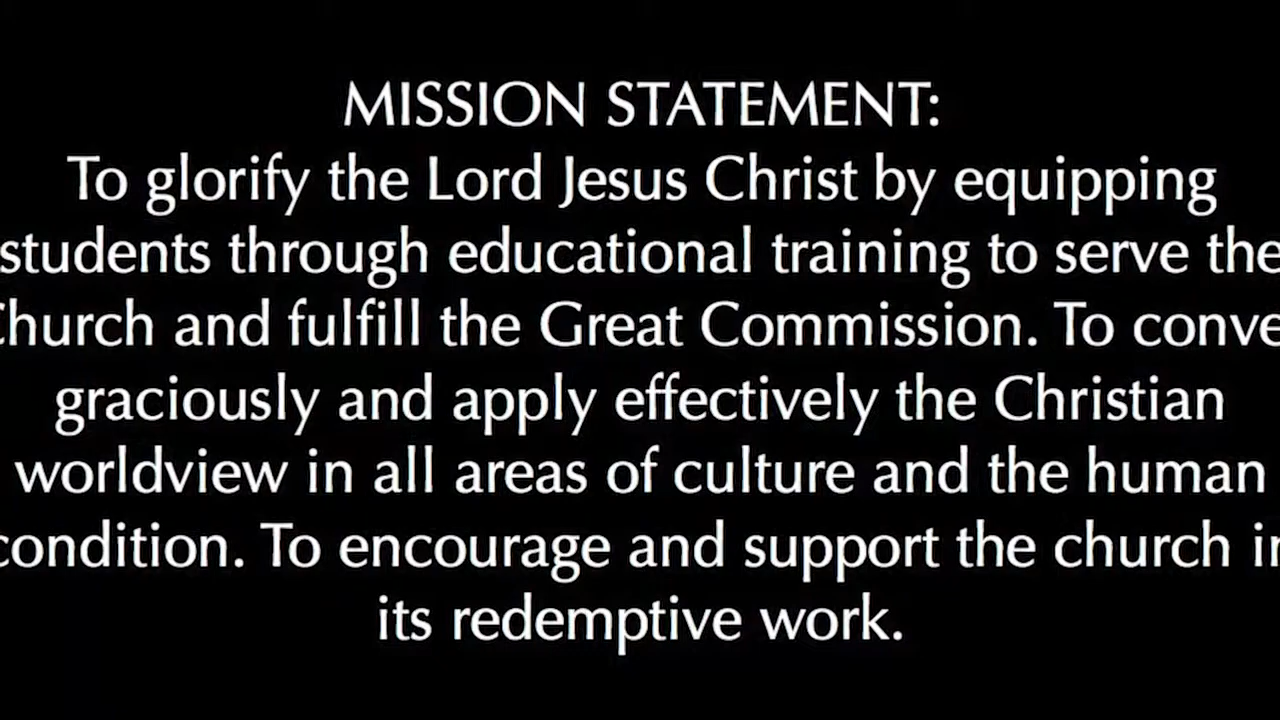 MISSION STATEMENT:
To glorify the Lord Jesus Christ by equipping
students through educational training to serve the
Church and fulfill the Great Commission. To conve
graciously and apply effectively the Christian
worldview in all areas of culture and the human
condition. To encourage and support the church in
its redemptive work.